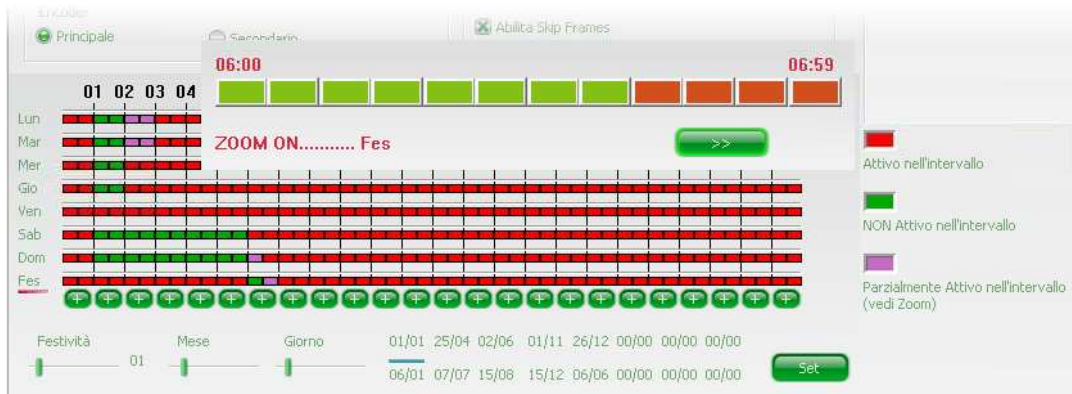 Encoder
Principale
Secondario
Abilita Skip Frames
06:00 06:59
01 02 03 04
ZOOM ON........... Fes >>
Lun
Mar
Mer
Gio
Ven
Sab
Dom
Fes
Attivo nell'intervallo
NON Attivo nell'intervallo
Parzialmente Attivo nell'intervallo
(vedi Zoom)
Festività 01 Mese Giorno
01/01 25/04 02/06 01/11 26/12 00/00 00/00 00/00
06/01 07/07 15/08 15/12 06/06 00/00 00/00 00/00
Set